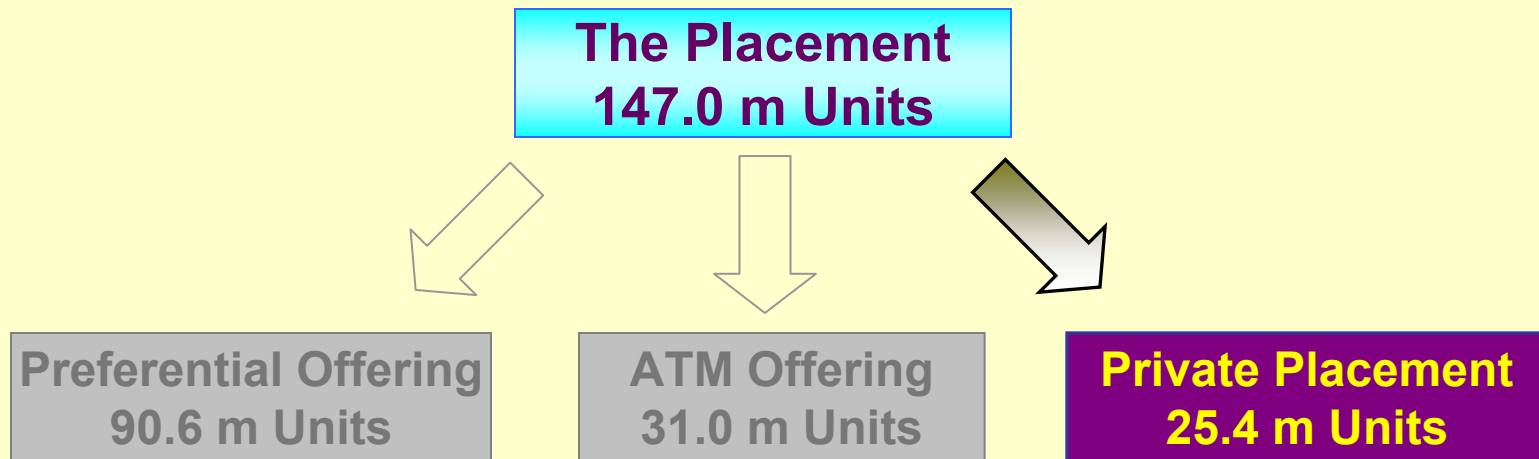 The Placement
147.0 m Units
Preferential Offering
90.6 m Units
ATM Offering
31.0 m Units
Private Placement
25.4 m Units